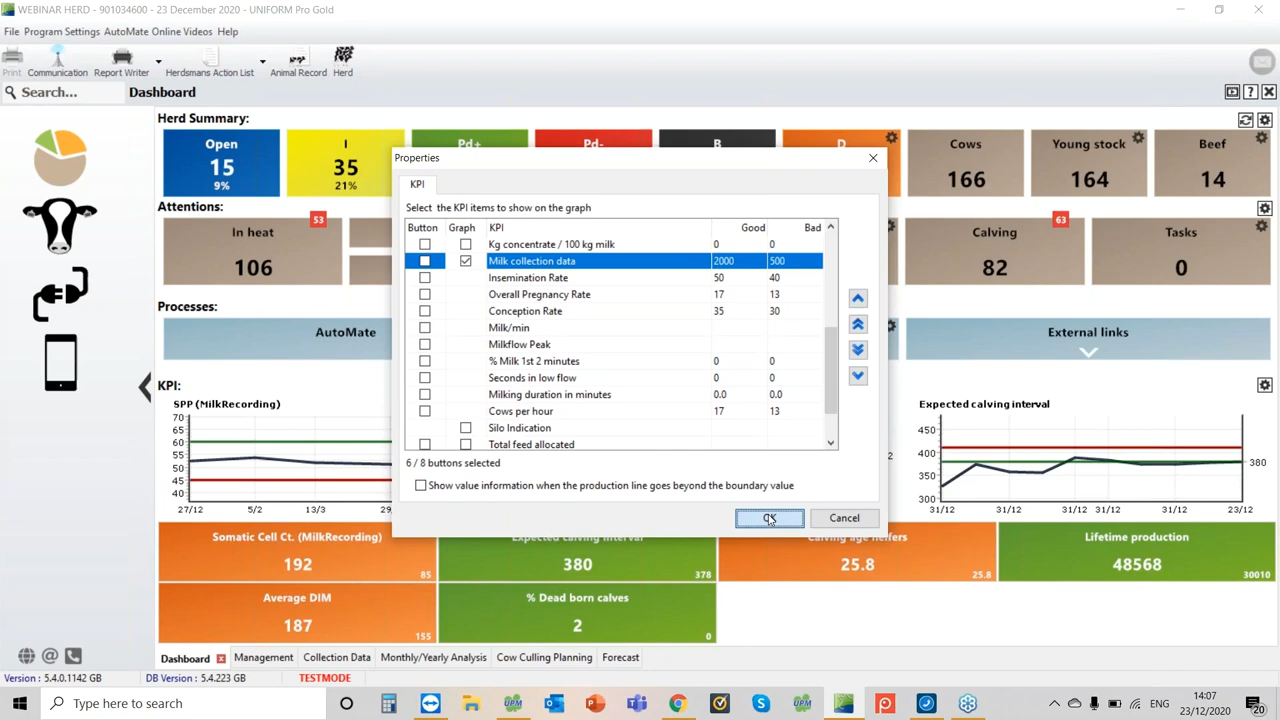 WEBINAR HERD - 901034600 - 23 December 2020 - UNIFORM Pro Gold
File Program Settings AutoMate Online Videos Help
Print Communication Report Writer Herdsmans Action List Animal Record Herd
Search... Dashboard
Herd Summary:
Open I Pd+ Pd- B D Cows Young stock Beef
15 35 166 164 14
9% 21%
Attentions:
53 63
In heat Calving Tasks
106 82 0
Processes:
AutoMate External links
KPI:
SPP (MilkRecording) Expected calving interval
70
65
60
55
50
45
40
27/12 5/2 13/3
450
400
350
300
380
31/12 31/12 31/12 31/12 31/12 31/12 31/12 31/12 23/12
Properties
KPI
Select the KPI items to show on the graph
Button Graph KPI Good Bad
Kg concentrate / 100 kg milk 0 0
Milk collection data 2000 500
Insemination Rate 50 40
Overall Pregnancy Rate 17 13
Conception Rate 35 30
Milk/min
Milkflow Peak
% Milk 1st 2 minutes 0 0
Seconds in low flow 0 0
Milking duration in minutes 0.0 0.0
Cows per hour 17 13
Silo Indication
Total feed allocated
6 / 8 buttons selected
Show value information when the production line goes beyond the boundary value
OK Cancel
Somatic Cell Ct. (MilkRecording) Expected calving interval Calving age heifers Lifetime production
192 380 25.8 48568
85 378 25.8 30010
Average DIM % Dead born calves
187 2
155 0
Dashboard Management Collection Data Monthly/Yearly Analysis Cow Culling Planning Forecast
Version : 5.4.0.1142 GB DB Version : 5.4.223 GB TESTMODE
Type here to search
UPM UPM
ENG 14:07
23/12/2020
20